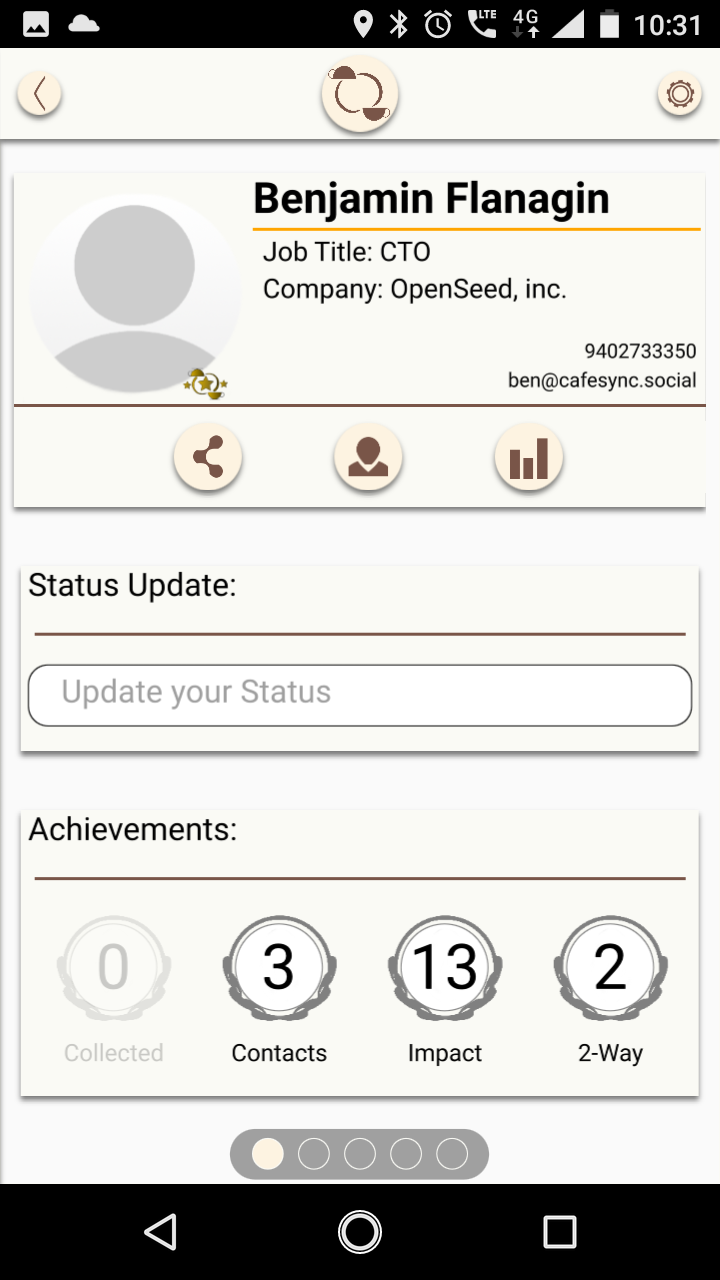 LTE 4G 10:31
Benjamin Flanagin
Job Title: CTO
Company: OpenSeed, inc.
9402733350
ben@cafesync.social
Status Update:
Update your Status
Achievements:
0 3 13 2
Collected Contacts Impact 2-Way